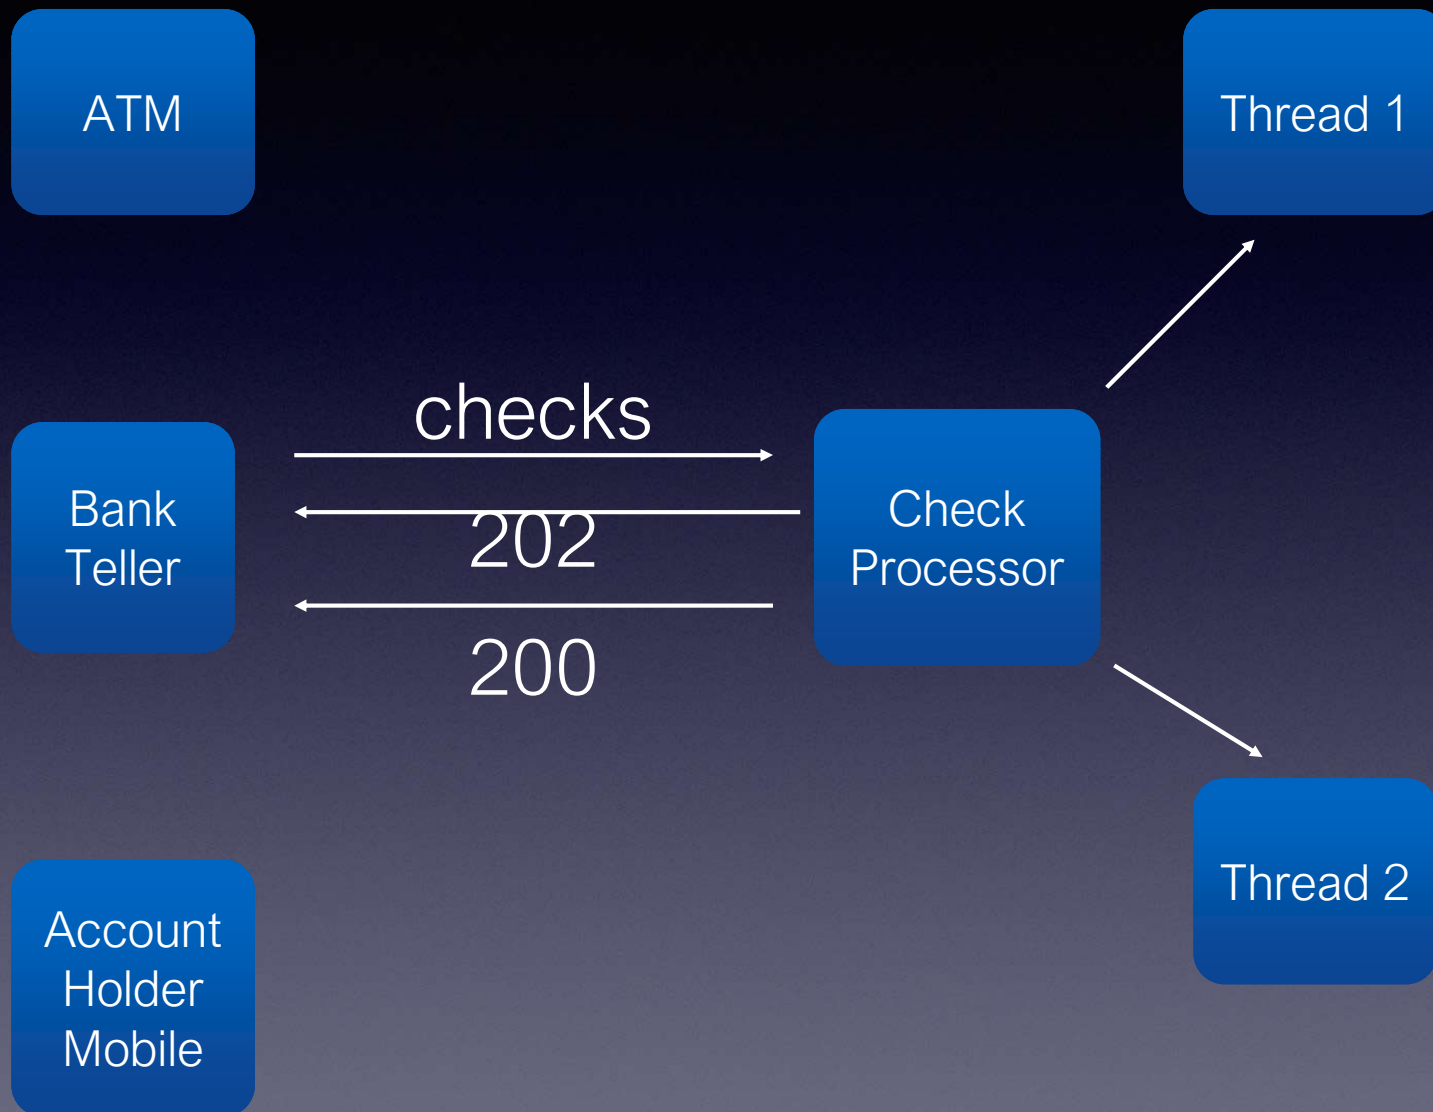 ATM
Thread 1
checks
Bank
Teller
202
Check
Processor
200
Thread 2
Account
Holder
Mobile